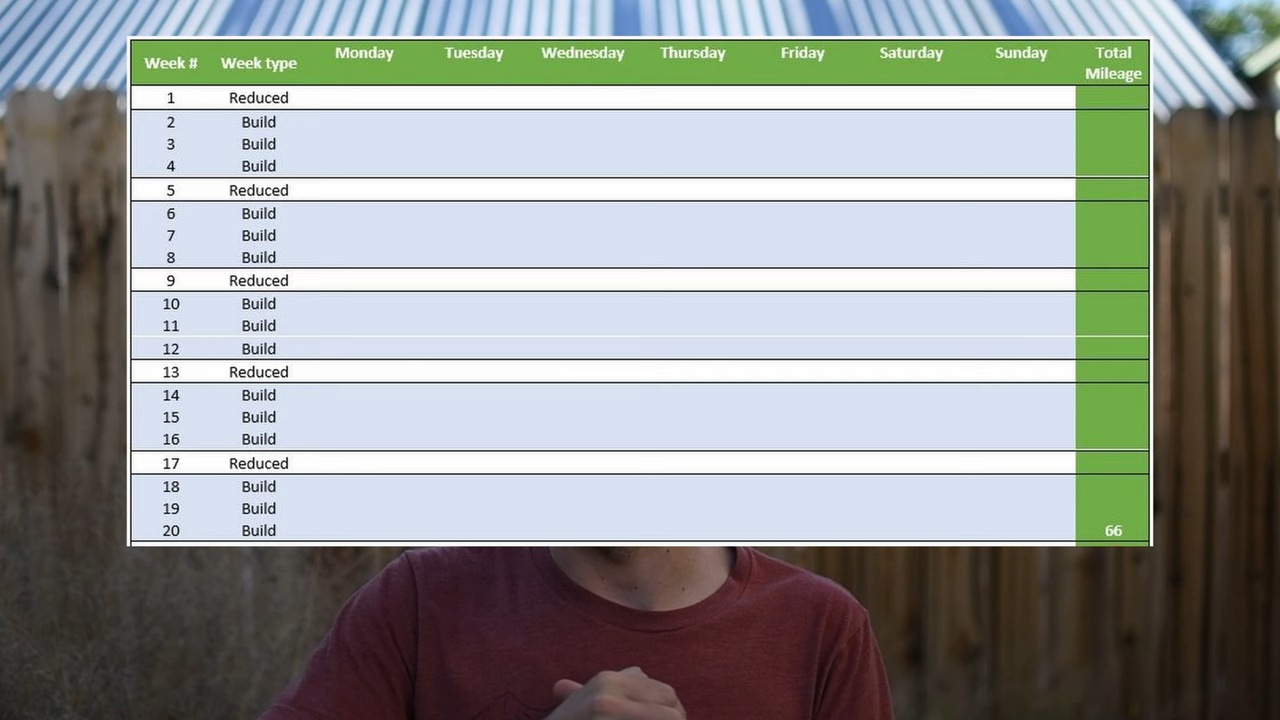 Week # Week type Monday Tuesday Wednesday Thursday Friday Saturday Sunday Total Mileage
1 Reduced
2 Build
3 Build
4 Build
5 Reduced
6 Build
7 Build
8 Build
9 Reduced
10 Build
11 Build
12 Build
13 Reduced
14 Build
15 Build
16 Build
17 Reduced
18 Build
19 Build
20 Build 66